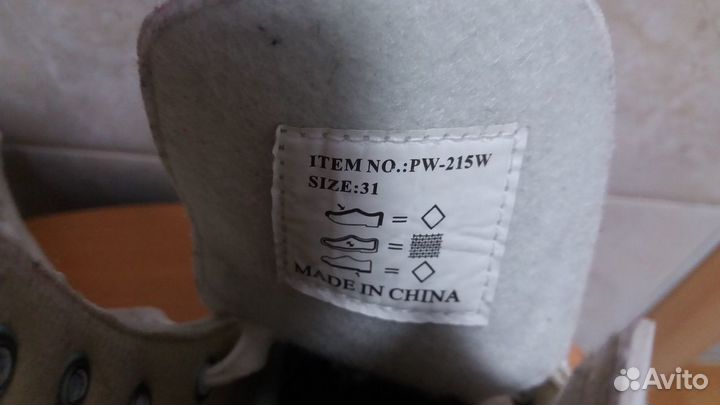 ITEM NO.:PW-215W
SIZE:31
=
=
=
MADE IN CHINA
Avito